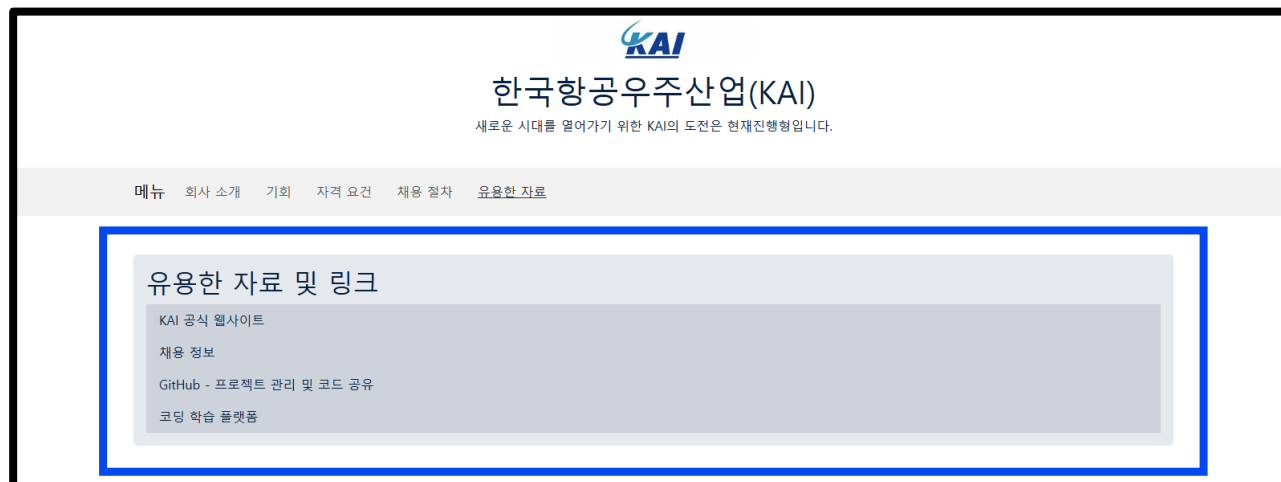 KAI
한국항공우주산업(KAI)
새로운 시대를 열어가기 위한 KAI의 도전은 현재진행형입니다.
메뉴 회사 소개 기회 자격 요건 채용 절차 유용한 자료
유용한 자료 및 링크
KAI 공식 웹사이트
채용 정보
GitHub - 프로젝트 관리 및 코드 공유
코딩 학습 플랫폼